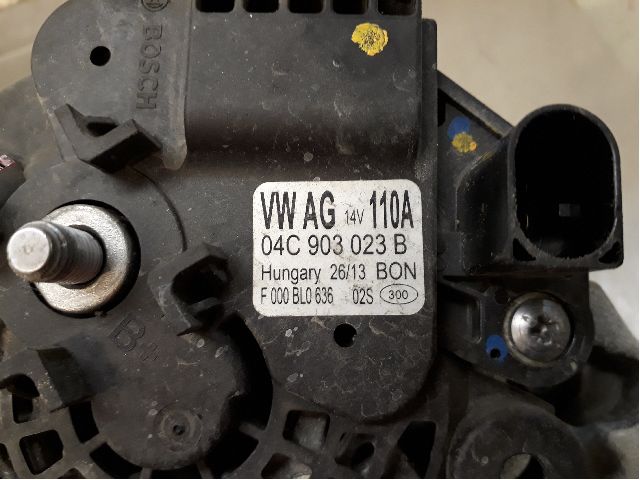 BOSCH
VW AG 14V 110A
04C 903 023 B
Hungary 26/13 BON
F 000 BL0 636 02S 300
B+